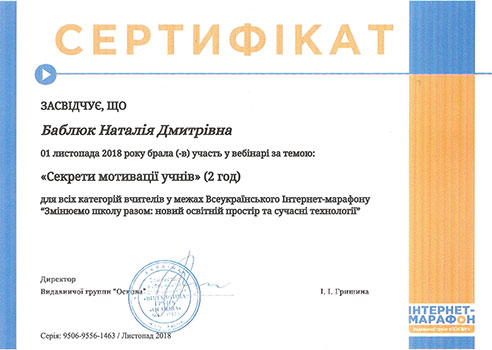 СЕРТИФІКАТ
ЗАСВІДЧУЄ, ЩО
Баблюк Наталія Дмитрівна
01 листопада 2018 року брала (-в) участь у вебінарі за темою:
«Секрети мотивації учнів» (2 год)
для всіх категорій вчителів у межах Всеукраїнського Інтернет-марафону
"Змінюємо школу разом: новий освітній простір та сучасні технології"
Директор
Видавничої группи "Основа"
І. І. Гришина
«ВИДАВНИЧА
ГРУПА
«ОСНОВА»
ІНТЕРНЕТ-
МАРАФОН
Серія: 9506-9556-1463 / Листопад 2018